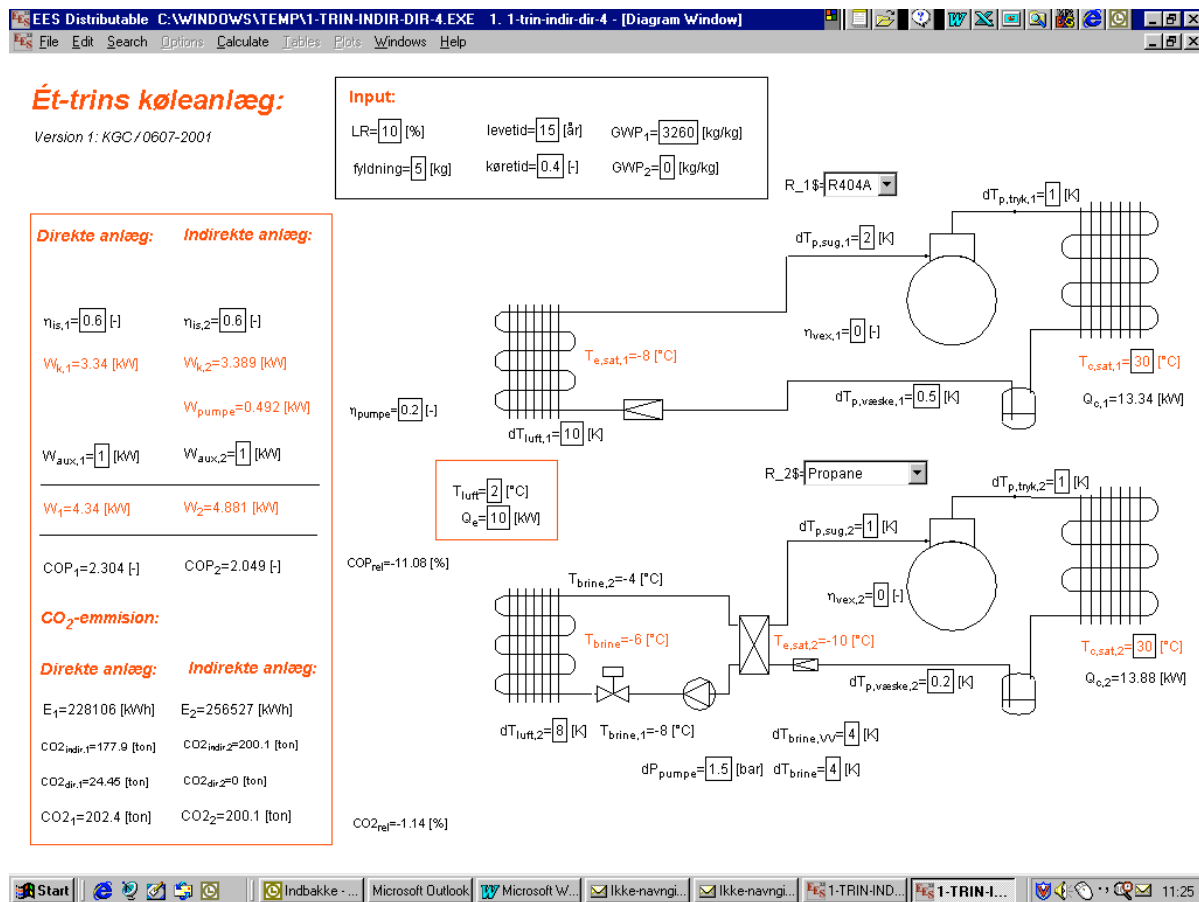 EES Distributable C:\WINDOWS\TEMP\1-TRIN-INDIR-DIR-4.EXE 1. 1-trin-indir-dir-4 - [Diagram Window]
File Edit Search Options Calculate Tables Plots Windows Help
Ét-trins køleanlæg:
Version 1: KGC / 0607-2001
Input:
LR=10 [%] levetid=15 [år] GWP1=3260 [kg/kg]
fyldning=5 [kg] køretid=0.4 [-] GWP2=0 [kg/kg]
R_1$=R404A
dTp,tryk,1=1 [K]
Direkte anlæg: Indirekte anlæg:
dTp,sug,1=2 [K]
ηis,1=0.6 [-] ηis,2=0.6 [-]
ηvex,1=0 [-]
Wk,1=3.34 [kW] Wk,2=3.389 [kW]
Te,sat,1=-8 [°C]
Tc,sat,1=30 [°C]
Wpumpe=0.492 [kW]
ηpumpe=0.2 [-]
dTp,væske,1=0.5 [K]
Qc,1=13.34 [kW]
dTluft,1=10 [K]
Waux,1=1 [kW] Waux,2=1 [kW]
R_2$=Propane
Tluft=2 [°C]
Qe=10 [kW]
dTp,tryk,2=1 [K]
W1=4.34 [kW] W2=4.881 [kW]
dTp,sug,2=1 [K]
COP1=2.304 [-] COP2=2.049 [-]
COPrel=-11.08 [%]
Tbrine,2=-4 [°C]
ηvex,2=0 [-]
CO2-emmision:
Tbrine=-6 [°C]
Te,sat,2=-10 [°C]
Tc,sat,2=30 [°C]
Direkte anlæg: Indirekte anlæg:
dTp,væske,2=0.2 [K]
Qc,2=13.88 [kW]
E1=228106 [kWh] E2=256527 [kWh]
dTluft,2=8 [K] Tbrine,1=-8 [°C] dTbrine,VV=4 [K]
CO2indir,1=177.9 [ton] CO2indir,2=200.1 [ton]
dPpumpe=1.5 [bar] dTbrine=4 [K]
CO2dir,1=24.45 [ton] CO2dir,2=0 [ton]
CO21=202.4 [ton] CO22=200.1 [ton]
CO2rel=-1.14 [%]
Start Indbakke - ... Microsoft Outlook Microsoft W... Ikke-navngi... Ikke-navngi... 1-TRIN-IND... 1-TRIN-I... 11:25